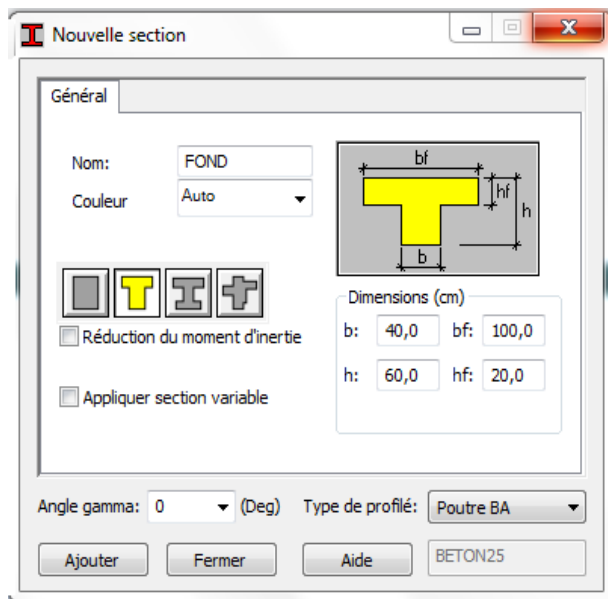 Nouvelle section
Général
Nom: FOND
Couleur Auto
bf
hf
h
b
Réduction du moment d'inertie
Appliquer section variable
Dimensions (cm)
b: 40,0 bf: 100,0
h: 60,0 hf: 20,0
Angle gamma: 0 (Deg) Type de profilé: Poutre BA
Ajouter Fermer Aide BETON25